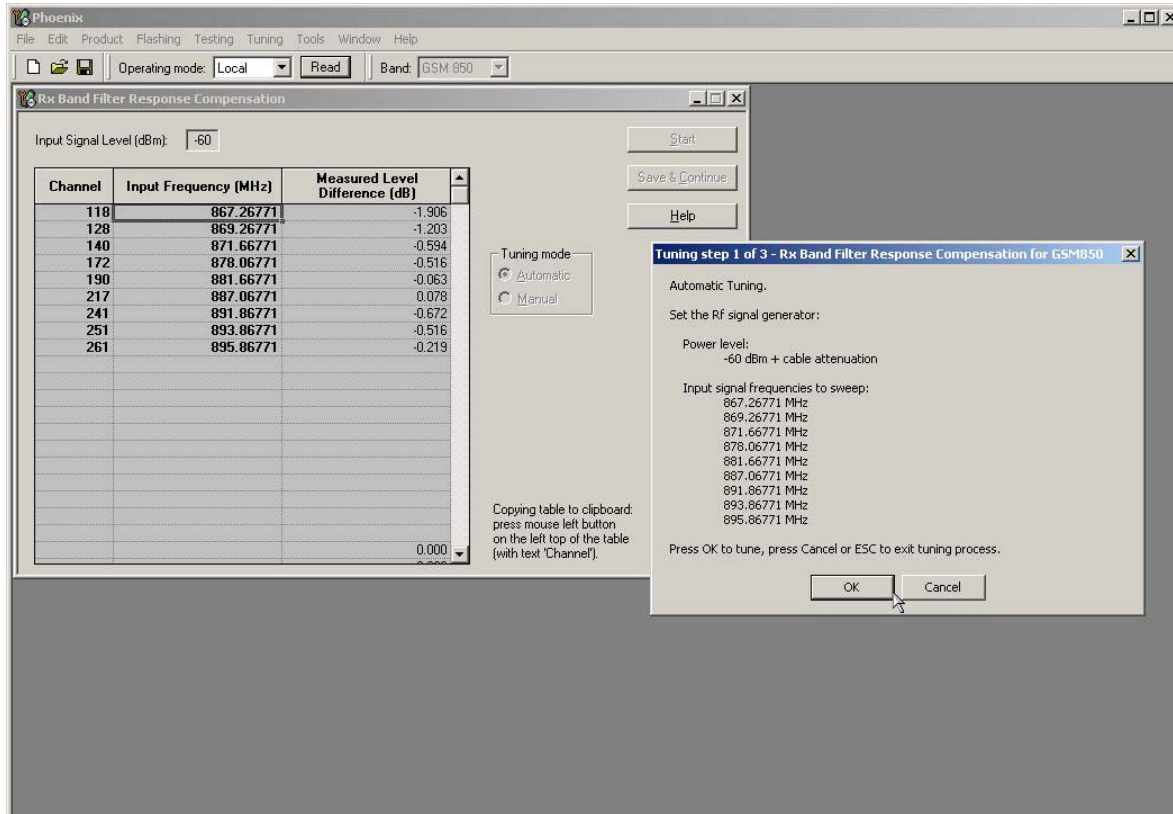 Phoenix
File Edit Product Flashing Testing Tuning Tools Window Help
Operating mode: Local Read Band: GSM 850
Rx Band Filter Response Compensation
Input Signal Level (dBm): -60
Start
Save & Continue
Help
Channel Input Frequency (MHz) Measured Level Difference (dB)
118 867.26771 -1.906
128 869.26771 -1.203
140 871.66771 -0.594
172 878.06771 -0.516
190 881.66771 -0.063
217 887.06771 0.078
241 891.86771 -0.672
251 893.86771 -0.516
261 895.86771 -0.219
0.000
Tuning mode
Automatic
Manual
Copying table to clipboard:
press mouse left button
on the left top of the table
(with text 'Channel').
Tuning step 1 of 3 - Rx Band Filter Response Compensation for GSM850
Automatic Tuning.
Set the Rf signal generator:
Power level:
-60 dBm + cable attenuation
Input signal frequencies to sweep:
867.26771 MHz
869.26771 MHz
871.66771 MHz
878.06771 MHz
881.66771 MHz
887.06771 MHz
891.86771 MHz
893.86771 MHz
895.86771 MHz
Press OK to tune, press Cancel or ESC to exit tuning process.
OK Cancel